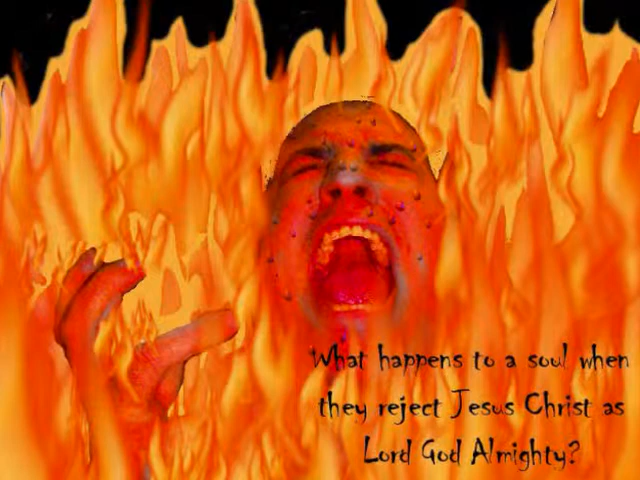 What happens to a soul when
they reject Jesus Christ as
Lord God Almighty?